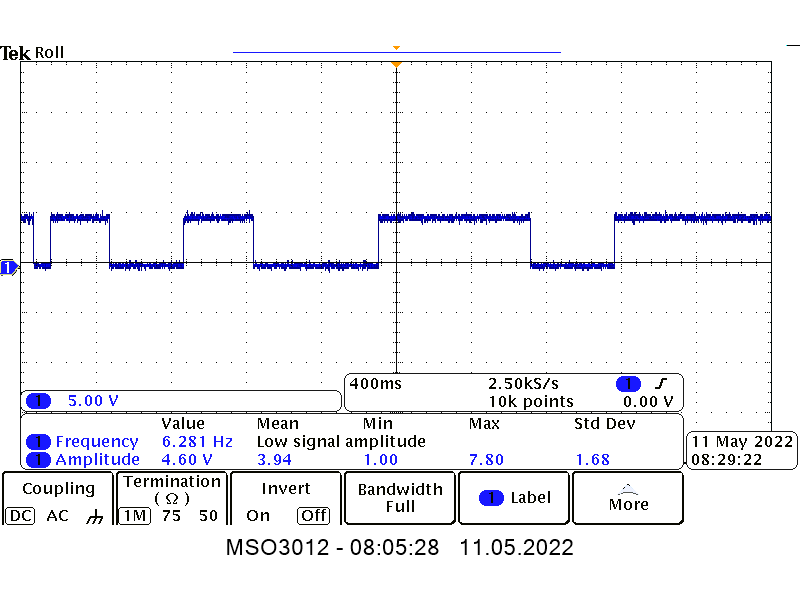 Tek Roll
1
400ms 2.50kS/s 1
1 5.00 V 10k points 0.00 V
Value Mean Min Max Std Dev
1 Frequency 6.281 Hz Low signal amplitude
1 Amplitude 4.60 V 3.94 1.00 7.80 1.68
11 May 2022
08:29:22
Coupling
DC AC
Termination
(Ω)
1M 75 50
Invert
On Off
Bandwidth
Full
1 Label
More
MSO3012 - 08:05:28 11.05.2022